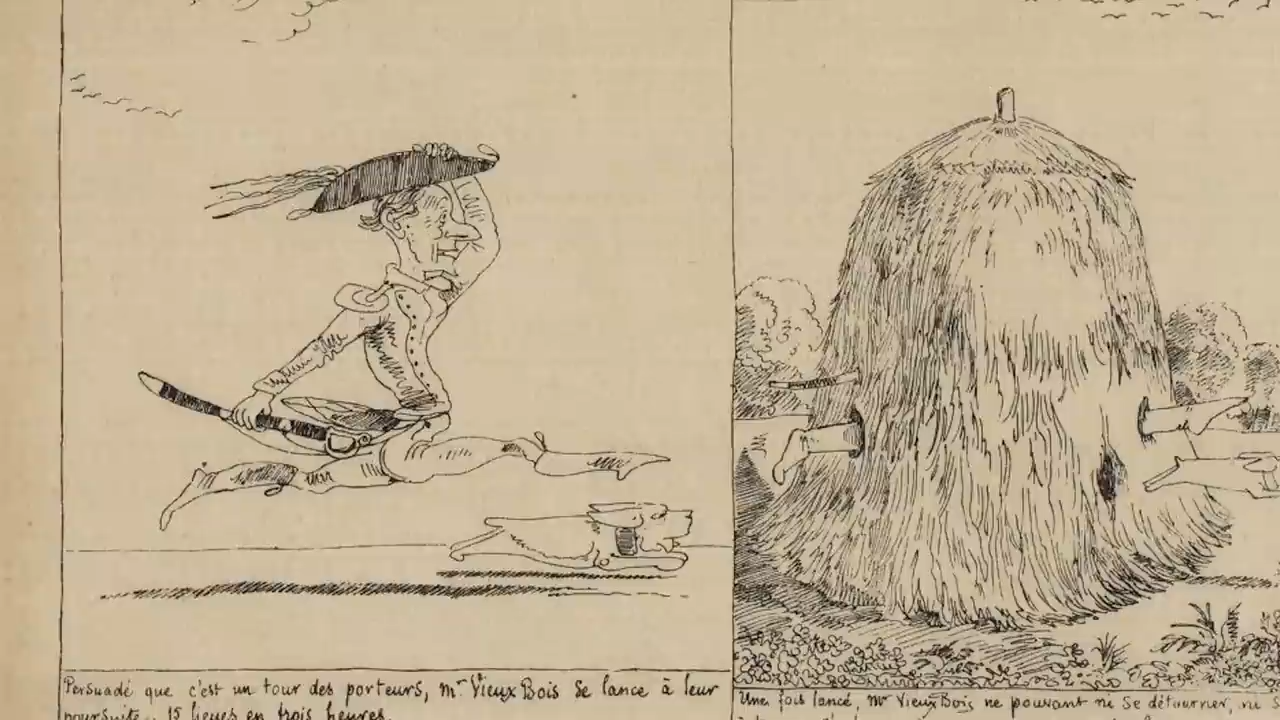 Persuadé que c'est un tour des porteurs, Mr Vieux Bois se lance à leur
poursuite. 15 lieues en trois heures.
Une fois lancé, Mr Vieux Bois ne pouvant ni se détourner, ni